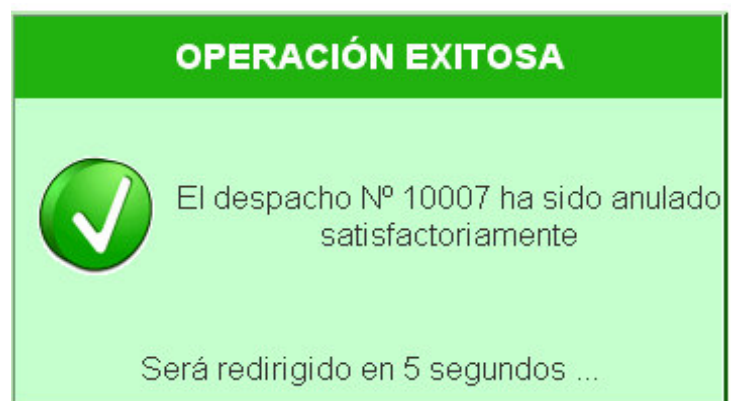 OPERACIÓN EXITOSA
El despacho Nº 10007 ha sido anulado
satisfactoriamente
Será redirigido en 5 segundos ...